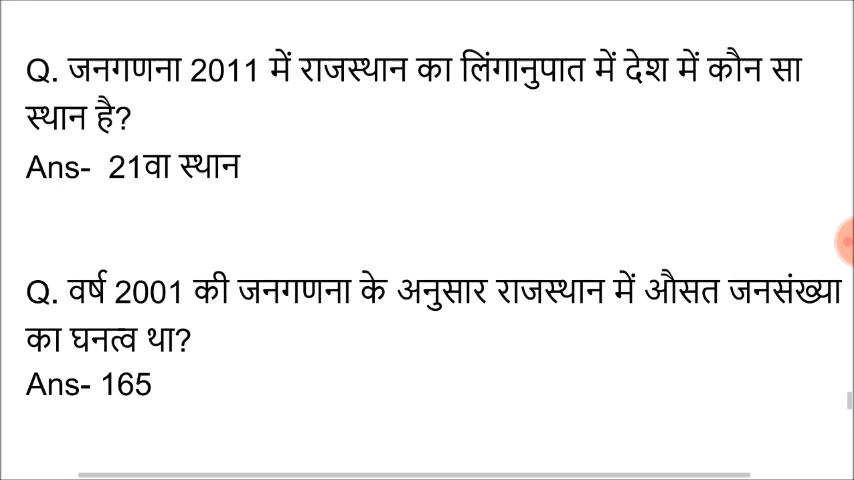 Q. जनगणना 2011 में राजस्थान का लिंगानुपात में देश में कौन सा
स्थान है?
Ans-  21वा स्थान
Q. वर्ष 2001 की जनगणना के अनुसार राजस्थान में औसत जनसंख्या
का घनत्व था?
Ans- 165